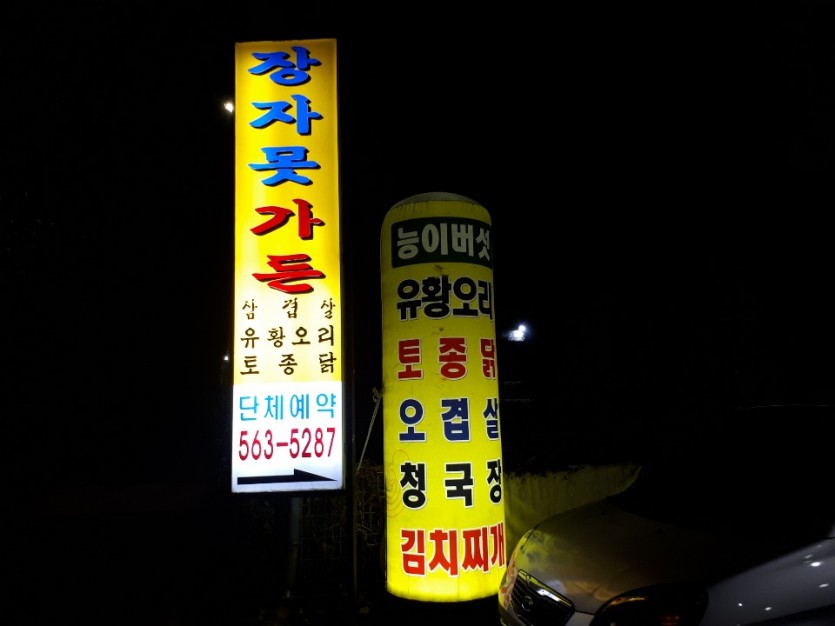 장자못가든
삼겹살
유황오리
토종닭
단체예약
563-5287
능이버섯
유황오리
토종닭
오겹살
청국장
김치찌개